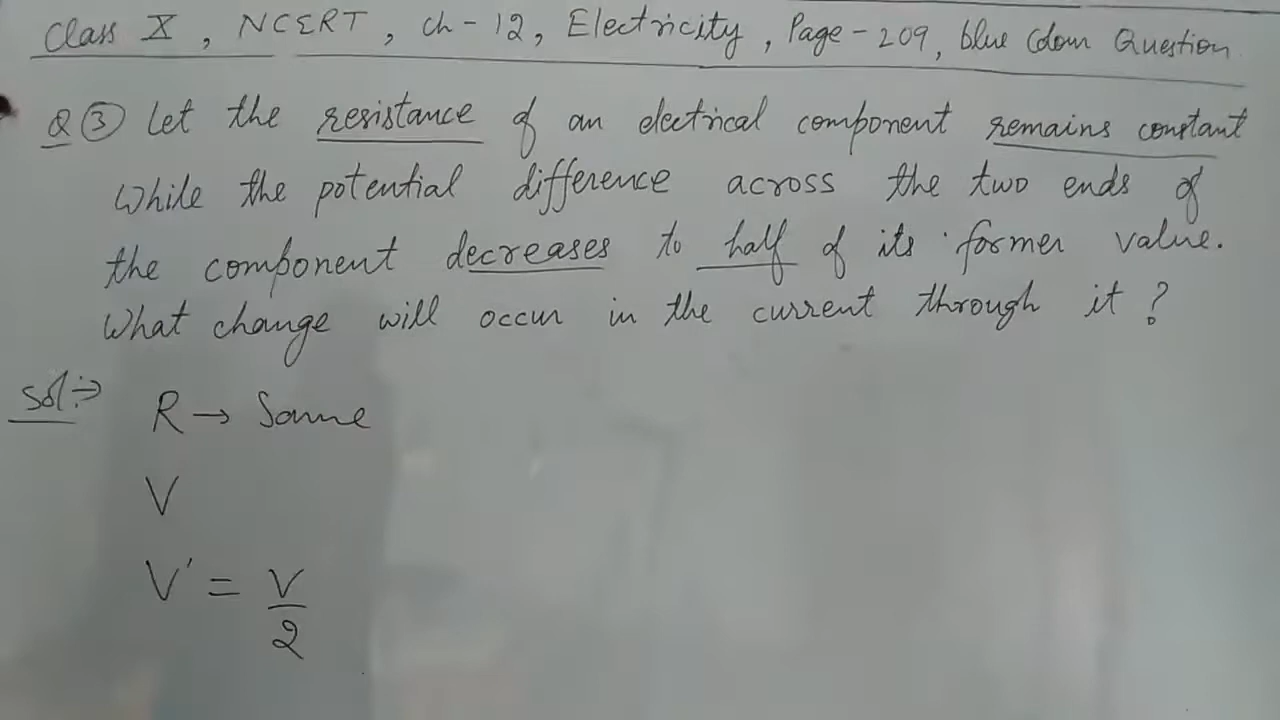 Class X, NCERT, ch-12, Electricity, Page-209, blue Colour Question
Q③ Let the resistance of an electrical component remains constant
While the potential difference across the two ends of
the component decreases to half of its former value.
What change will occur in the current through it?
Sol:⇒ R → Same
V
V' = V/2